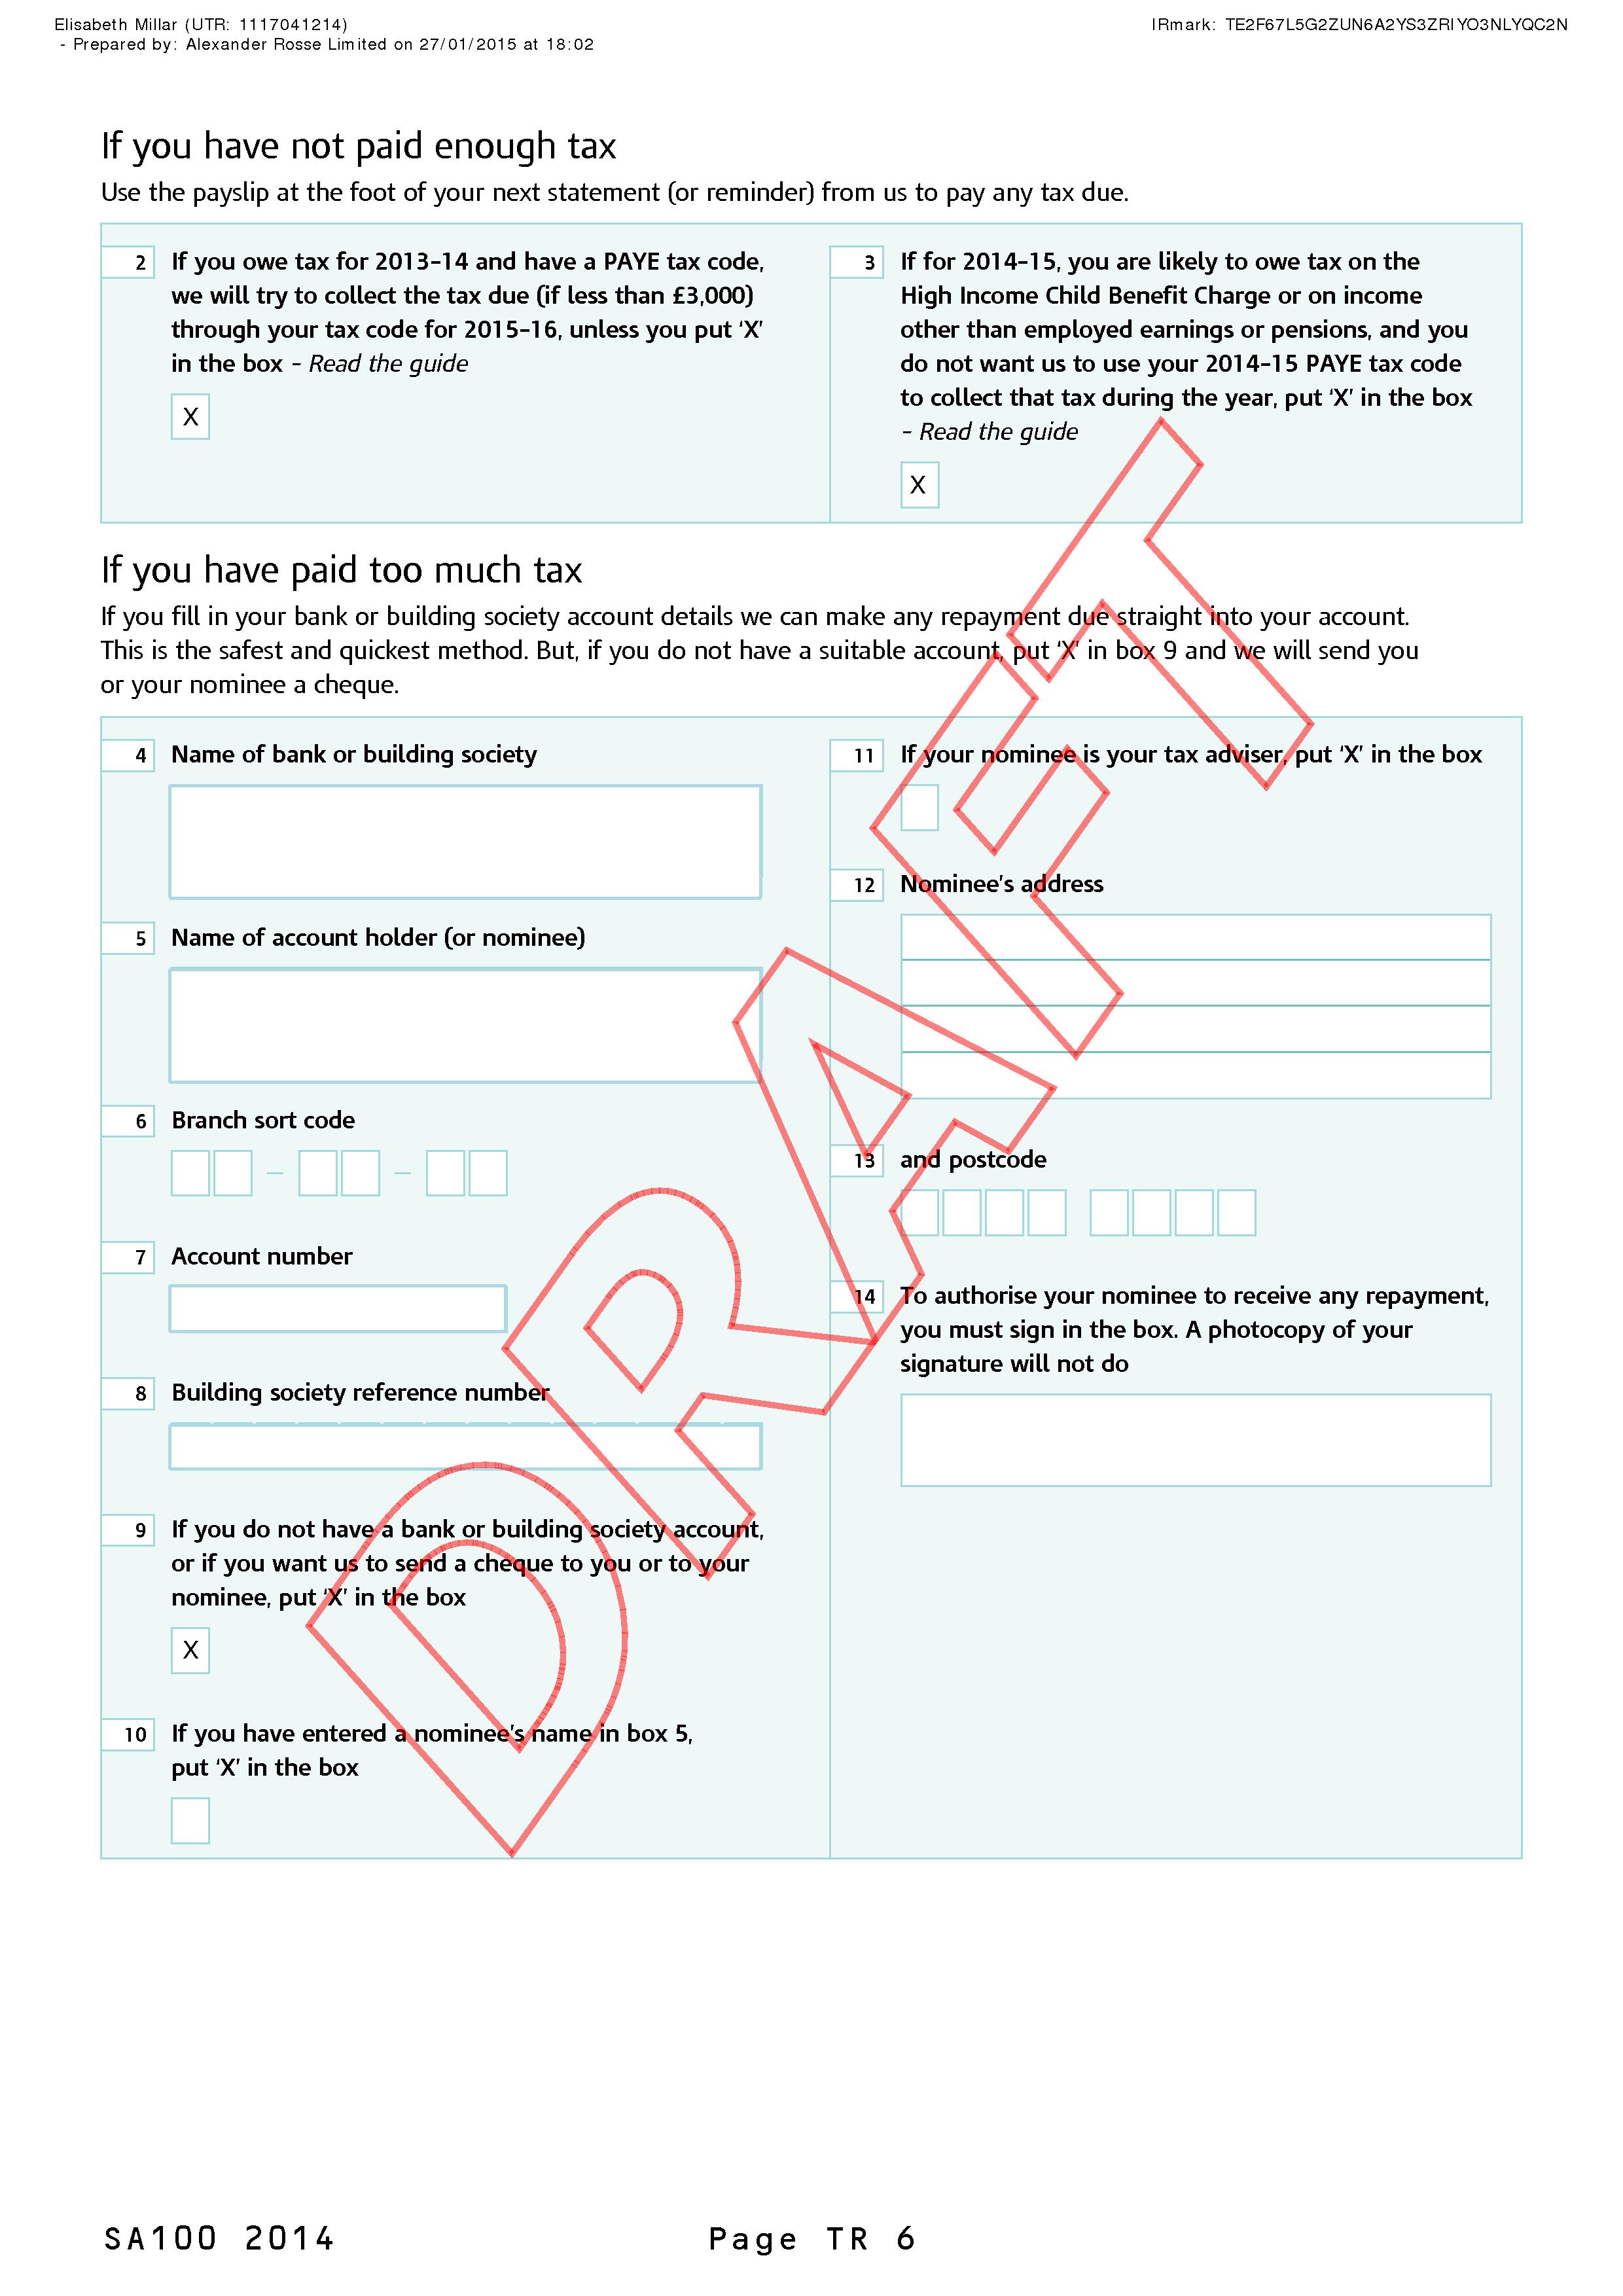 Elisabeth Millar (UTR: 1117041214)
- Prepared by: Alexander Rosse Limited on 27/01/2015 at 18:02
IRmark: TE2F67L5G2ZUN6A2YS3ZRIYO3NLYQC2N
If you have not paid enough tax
Use the payslip at the foot of your next statement (or reminder) from us to pay any tax due.
2 If you owe tax for 2013–14 and have a PAYE tax code,
we will try to collect the tax due (if less than £3,000)
through your tax code for 2015–16, unless you put ‘X’
in the box – Read the guide
X
3 If for 2014–15, you are likely to owe tax on the
High Income Child Benefit Charge or on income
other than employed earnings or pensions, and you
do not want us to use your 2014–15 PAYE tax code
to collect that tax during the year, put ‘X’ in the box
– Read the guide
X
If you have paid too much tax
If you fill in your bank or building society account details we can make any repayment due straight into your account.
This is the safest and quickest method. But, if you do not have a suitable account, put ‘X’ in box 9 and we will send you
or your nominee a cheque.
4 Name of bank or building society
5 Name of account holder (or nominee)
6 Branch sort code
7 Account number
8 Building society reference number
9 If you do not have a bank or building society account,
or if you want us to send a cheque to you or to your
nominee, put ‘X’ in the box
X
10 If you have entered a nominee’s name in box 5,
put ‘X’ in the box
11 If your nominee is your tax adviser, put ‘X’ in the box
12 Nominee’s address
13 and postcode
14 To authorise your nominee to receive any repayment,
you must sign in the box. A photocopy of your
signature will not do
DRAFT
SA100 2014
Page TR 6